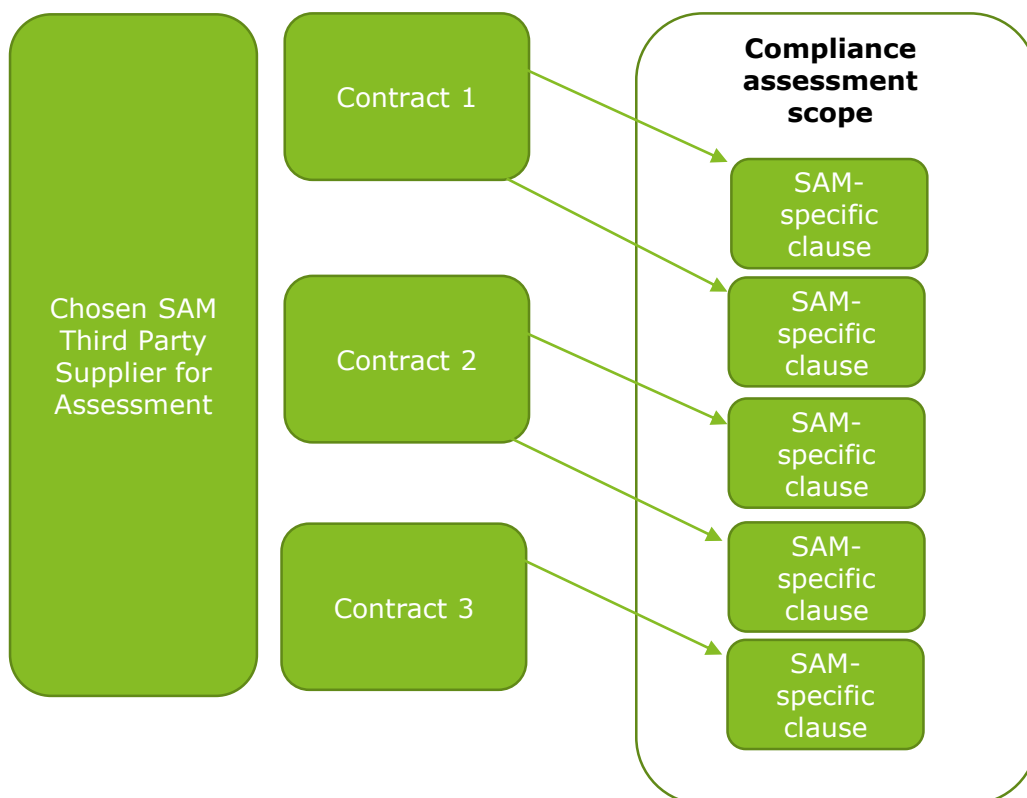 Chosen SAM
Third Party
Supplier for
Assessment
Contract 1
Contract 2
Contract 3
Compliance
assessment
scope
SAM-
specific
clause
SAM-
specific
clause
SAM-
specific
clause
SAM-
specific
clause
SAM-
specific
clause